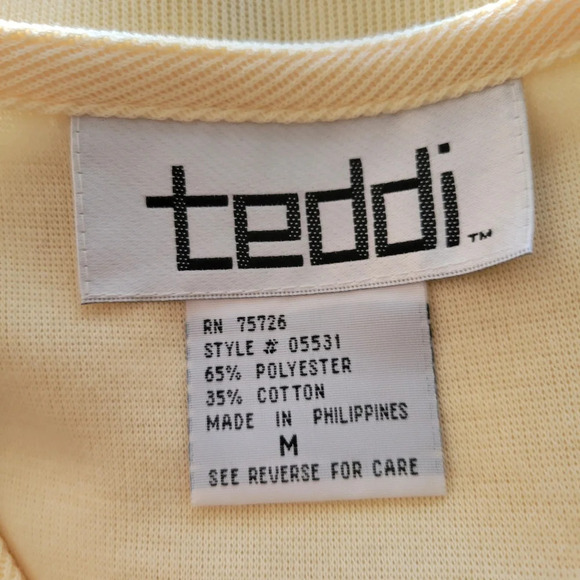 teddi™
RN 75726
STYLE # 05531
65% POLYESTER
35% COTTON
MADE IN PHILIPPINES
M
SEE REVERSE FOR CARE